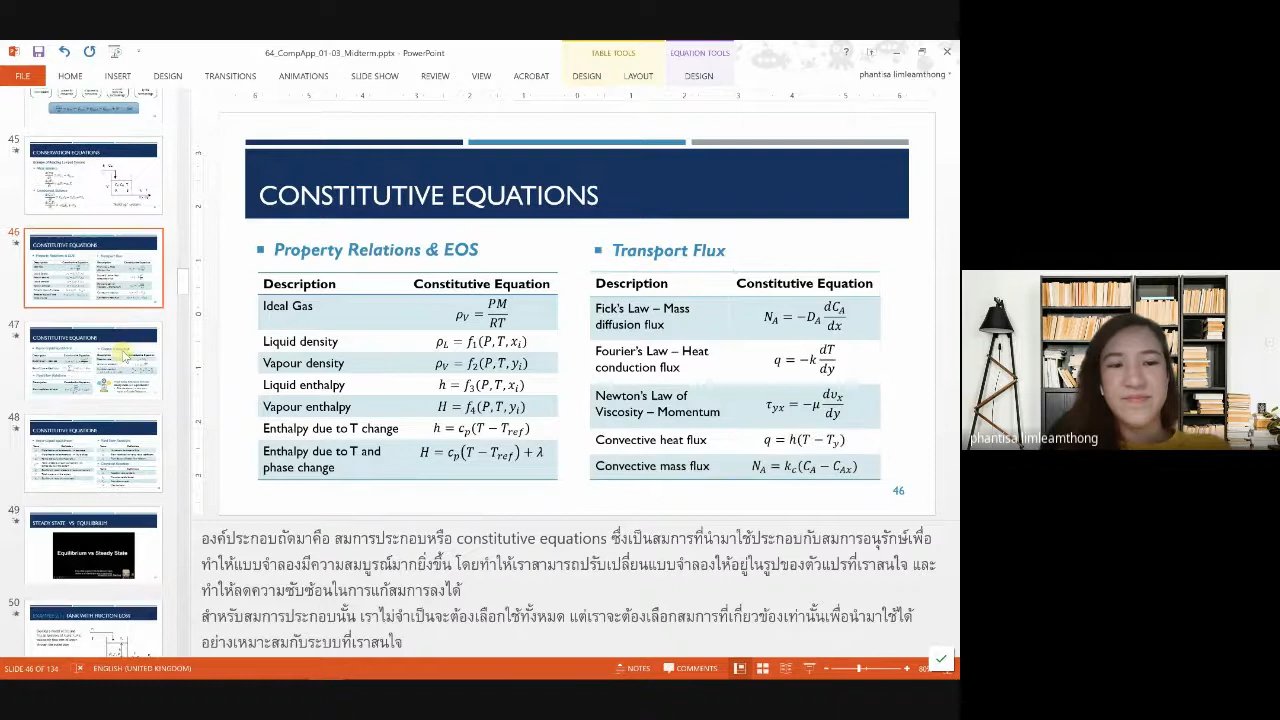 64_CompApp_01-03_Midterm.pptx - PowerPoint
TABLE TOOLS
EQUATION TOOLS
FILE
HOME
INSERT
DESIGN
TRANSITIONS
ANIMATIONS
SLIDE SHOW
REVIEW
VIEW
ACROBAT
DESIGN
LAYOUT
DESIGN
phantisa limleamthong
45
CONSERVATION EQUATIONS
46
CONSTITUTIVE EQUATIONS
47
CONSTITUTIVE EQUATIONS
48
CONSTITUTIVE EQUATIONS
49
STEADY STATE - VS - EQUILIBRIUM
Equilibrium vs Steady State
50
TANK WITH FRICTION LOSS
CONSTITUTIVE EQUATIONS
Property Relations & EOS
Description Constitutive Equation
Ideal Gas ρ_V = PM/RT
Liquid density ρ_L = f₁(P, T, x_i)
Vapour density ρ_V = f₂(P, T, y_i)
Liquid enthalpy h = f₃(P, T, x_i)
Vapour enthalpy H = f₄(P, T, y_i)
Enthalpy due to T change h = c_p(T − T_ref)
Enthalpy due to T and
phase change H = c_p(T − T_ref) + λ
Transport Flux
Description Constitutive Equation
Fick's Law – Mass
diffusion flux N_A = −D_A dC_A/dx
Fourier's Law – Heat
conduction flux q = −k dT/dy
Newton's Law of
Viscosity – Momentum τ_yx = −μ dυ_x/dy
Convective heat flux q = h(T − T_y)
Convective mass flux N_A = k_c(C_A − C_Ax)
46
องค์ประกอบถัดมาคือ สมการประกอบหรือ constitutive equations ซึ่งเป็นสมการที่นำมาใช้ประกอบกับสมการอนุรักษ์เพื่อ
ทำให้แบบจำลองมีความสมบูรณ์มากยิ่งขึ้น โดยทำให้เราสามารถปรับเปลี่ยนแบบจำลองให้อยู่ในรูปของตัวแปรที่เราสนใจ และ
ทำให้ลดความซับซ้อนในการแก้สมการลงได้
สำหรับสมการประกอบนั้น เราไม่จำเป็นจะต้องเลือกใช้ทั้งหมด แต่เราจะต้องเลือกสมการที่เกี่ยวข้องเท่านั้นเพื่อนำมาใช้ได้
อย่างเหมาะสมกับระบบที่เราสนใจ
SLIDE 46 OF 134
ENGLISH (UNITED KINGDOM)
NOTES
COMMENTS
phantisa limleamthong